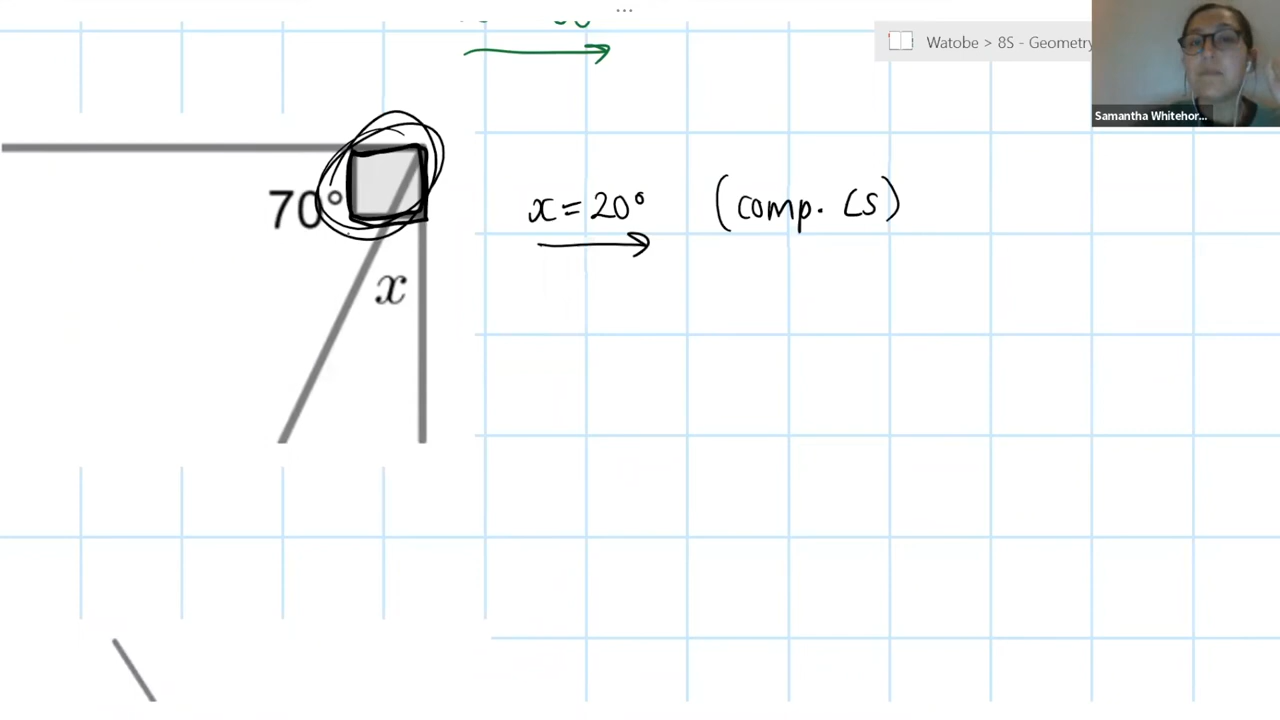 Watobe > 8S - Geometry
Samantha Whitehor...
70°
x = 20° (comp. ∠s)
x